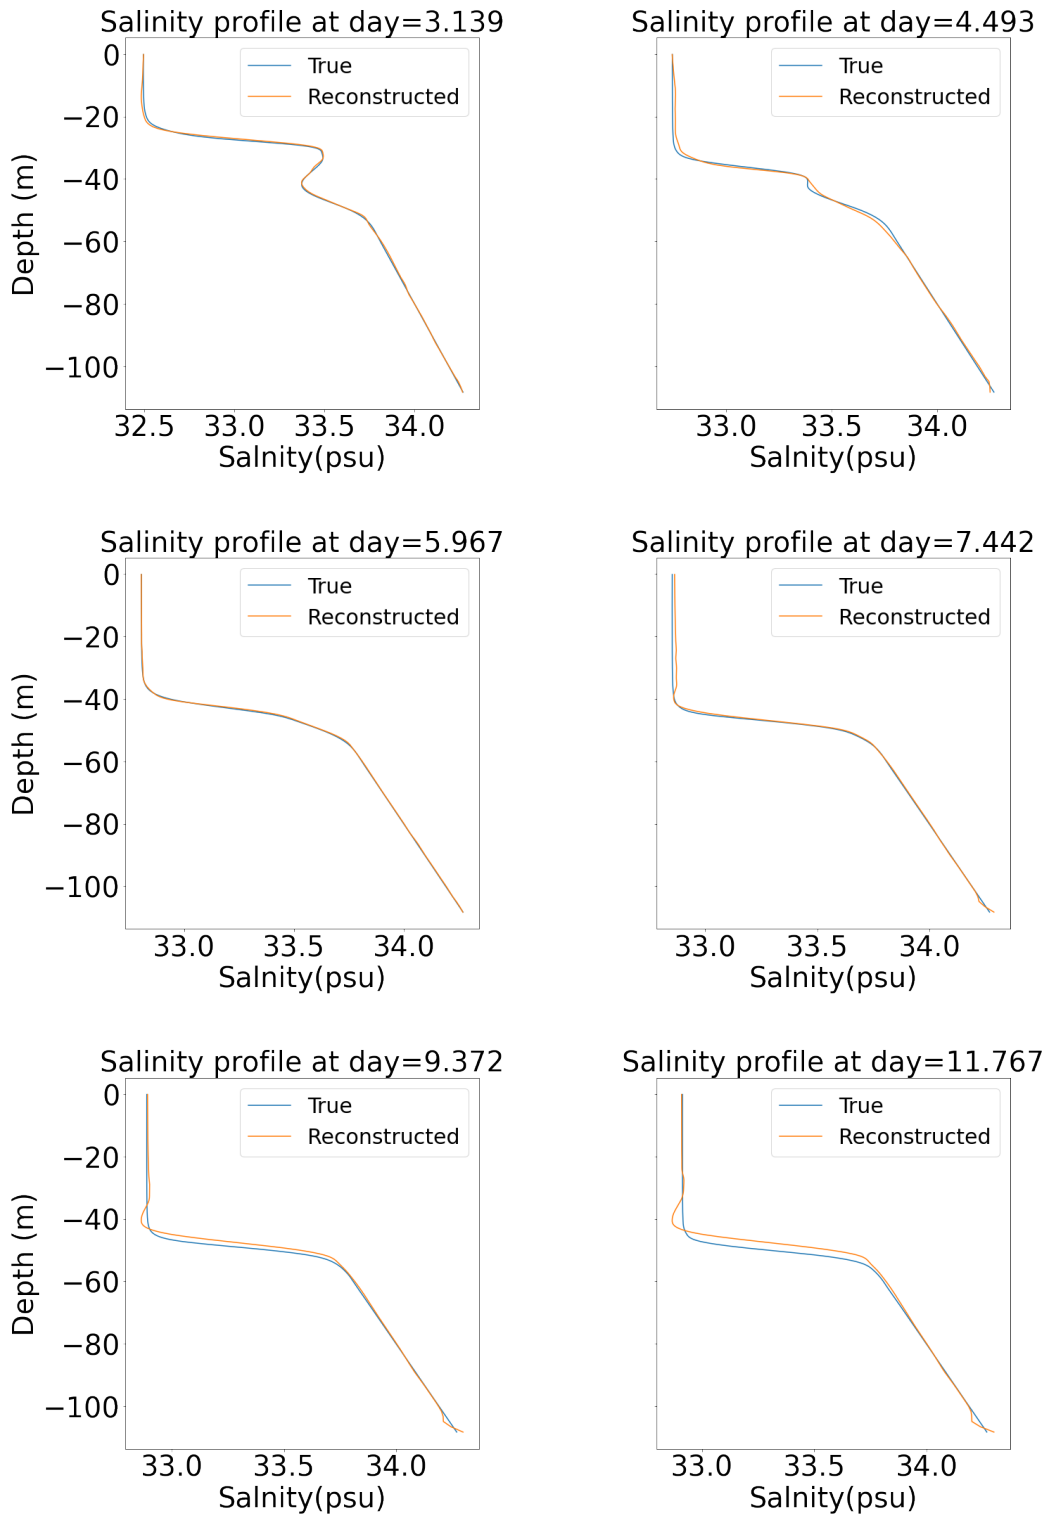 Salinity profile at day=3.139
0
−20
−40
−60
−80
−100
Depth (m)
True
Reconstructed
32.5 33.0 33.5 34.0
Salnity(psu)
Salinity profile at day=4.493
True
Reconstructed
33.0 33.5 34.0
Salnity(psu)
Salinity profile at day=5.967
0
−20
−40
−60
−80
−100
Depth (m)
True
Reconstructed
33.0 33.5 34.0
Salnity(psu)
Salinity profile at day=7.442
True
Reconstructed
33.0 33.5 34.0
Salnity(psu)
Salinity profile at day=9.372
0
−20
−40
−60
−80
−100
Depth (m)
True
Reconstructed
33.0 33.5 34.0
Salnity(psu)
Salinity profile at day=11.767
True
Reconstructed
33.0 33.5 34.0
Salnity(psu)